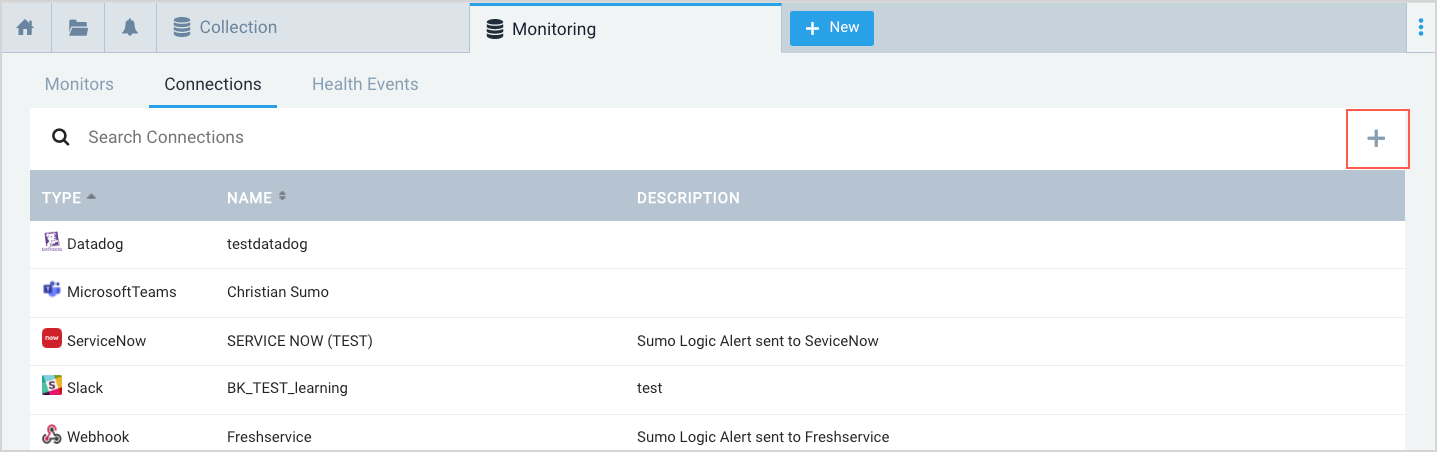 Collection
Monitoring
+ New
Monitors
Connections
Health Events
Search Connections
TYPE NAME DESCRIPTION
DATADOG Datadog testdatadog
MicrosoftTeams Christian Sumo
now ServiceNow SERVICE NOW (TEST) Sumo Logic Alert sent to SeviceNow
S Slack BK_TEST_learning test
Webhook Freshservice Sumo Logic Alert sent to Freshservice